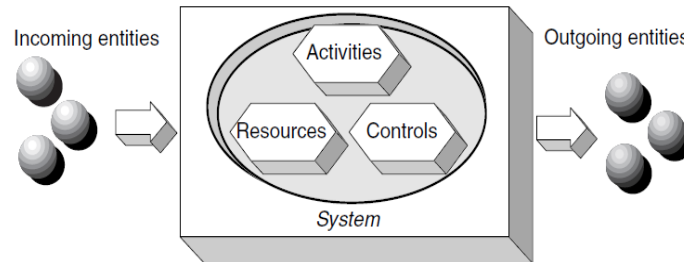 Incoming entities
Activities
Outgoing entities
Resources
Controls
System